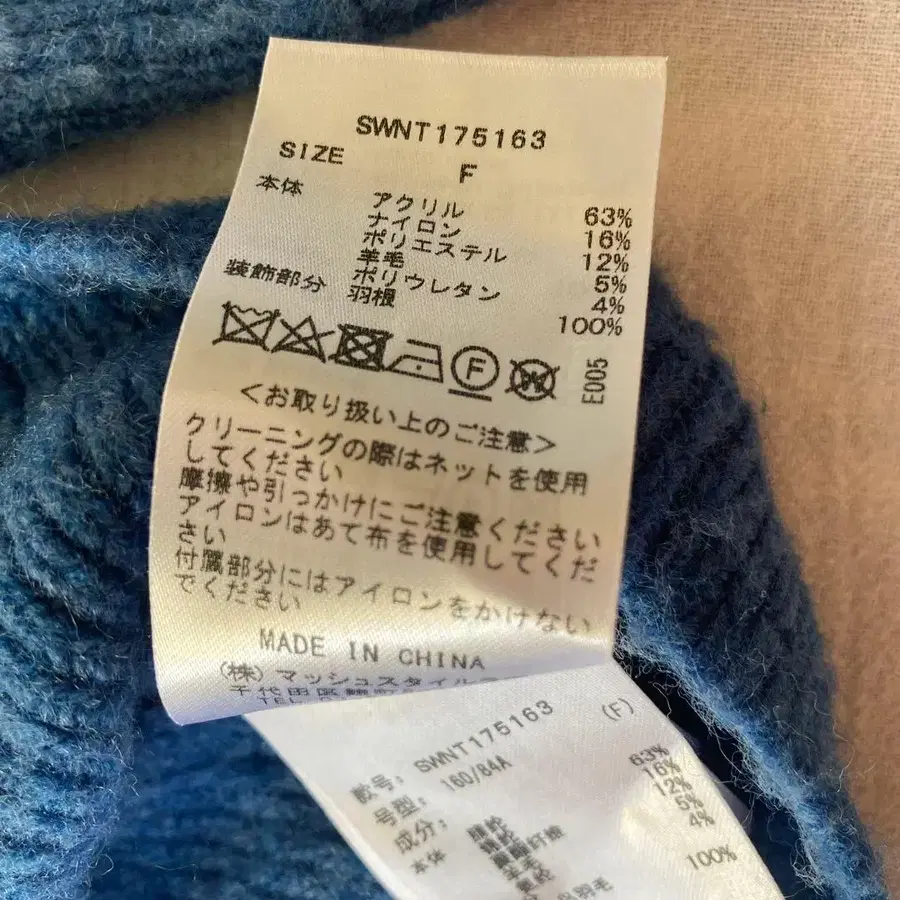 SWNT175163
SIZE F
本体 アクリル 63%
ナイロン 16%
ポリエステル 12%
羊毛 5%
ポリウレタン 4%
装飾部分 羽根 100%
F
W
E005
<お取り扱い上のご注意>
クリーニングの際はネットを使用
してください
摩擦や引っかけにご注意ください
アイロンはあて布を使用してくだ
さい
付属部分にはアイロンをかけない
でください
MADE IN CHINA
(株)マッシュスタイル
千代田区麹町
TEL
款号: SWNT175163 (F)
号型: 160/84A
成分:
本体
63%
16%
12%
5%
4%
100%